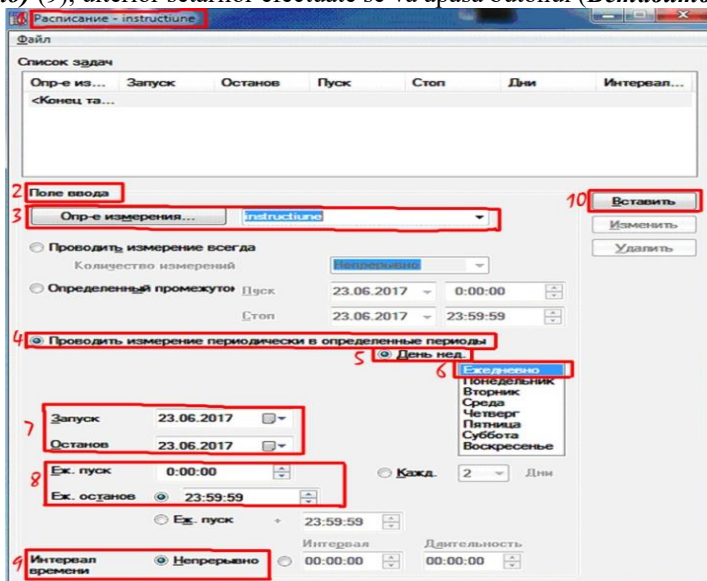 (9), ulterior setărilor efectuate se va apăsa butonul (Вставить
Расписание - instructiune
Файл
Список задач
Опр-е из... Запуск Останов Пуск Стоп Дни Интервал...
<Конец та...
2 Поле ввода
10 Вставить
3 Опр-е измерения... instructiune
Изменить
Проводить измерение всегда
Удалить
Количество измерений Непрерывно
Определенный промежуток Пуск 23.06.2017 0:00:00
Стоп 23.06.2017 23:59:59
4 Проводить измерение периодически в определенные периоды
5 День нед.
6 Ежедневно
Понедельник
Вторник
Среда
Четверг
Пятница
Суббота
Воскресенье
7 Запуск 23.06.2017
Останов 23.06.2017
8 Еж. пуск 0:00:00
Кажд. 2 Дни
Еж. останов 23:59:59
Еж. пуск + 23:59:59
Интервал Длительность
9 Интервал времени Непрерывно 00:00:00 00:00:00